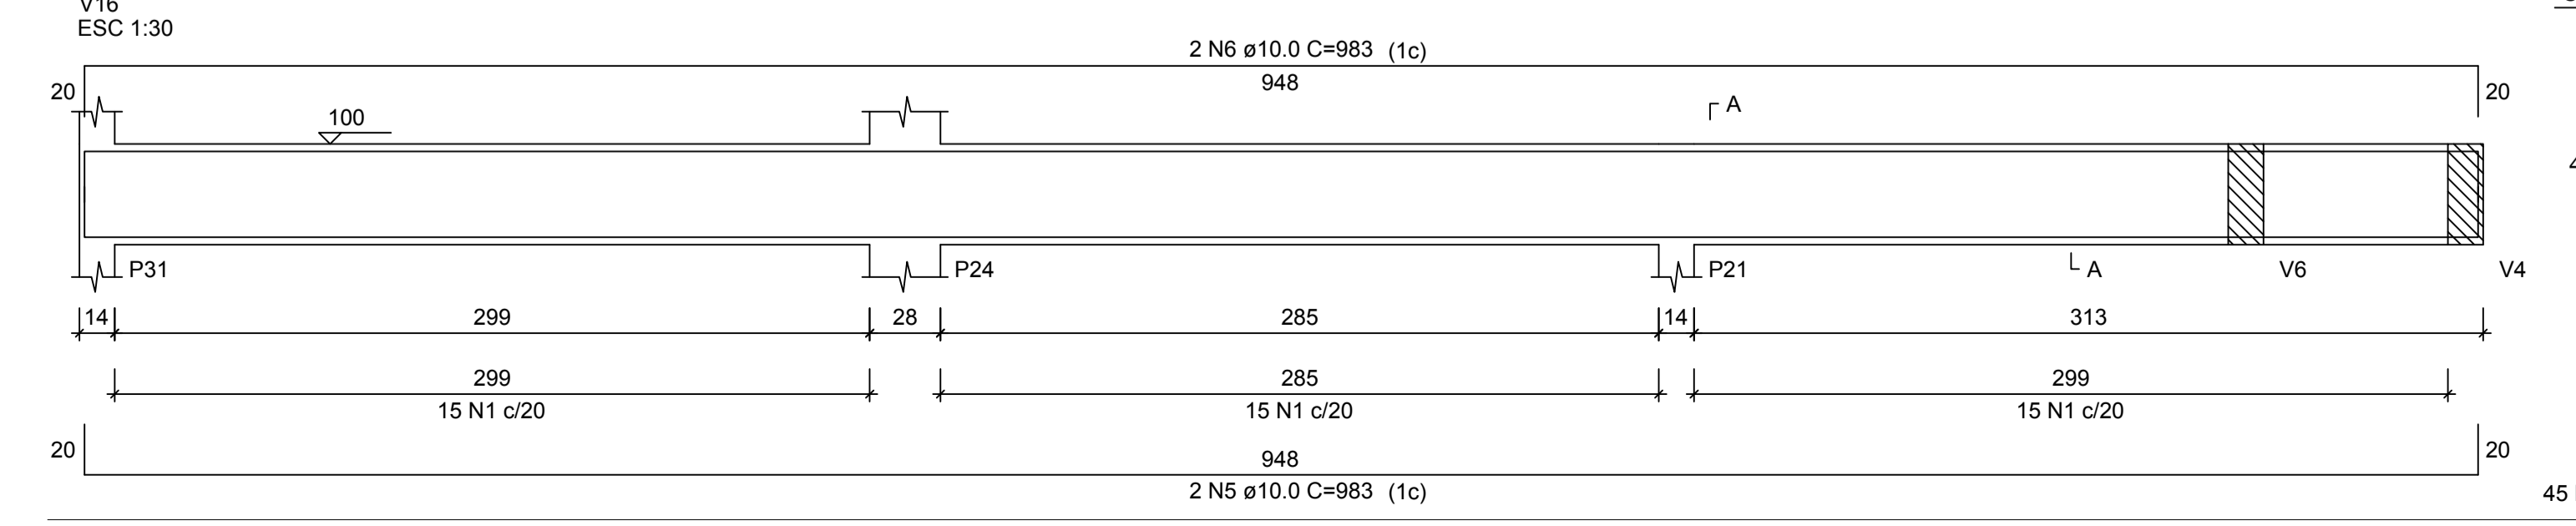 V16
ESC 1:30
2 N6 ø10.0 C=983 (1c)
948
20
20
100
A
P31
P24
P21
A
V6
V4
14
299
28
285
14
313
299
285
299
15 N1 c/20
15 N1 c/20
15 N1 c/20
20
20
948
2 N5 ø10.0 C=983 (1c)
45